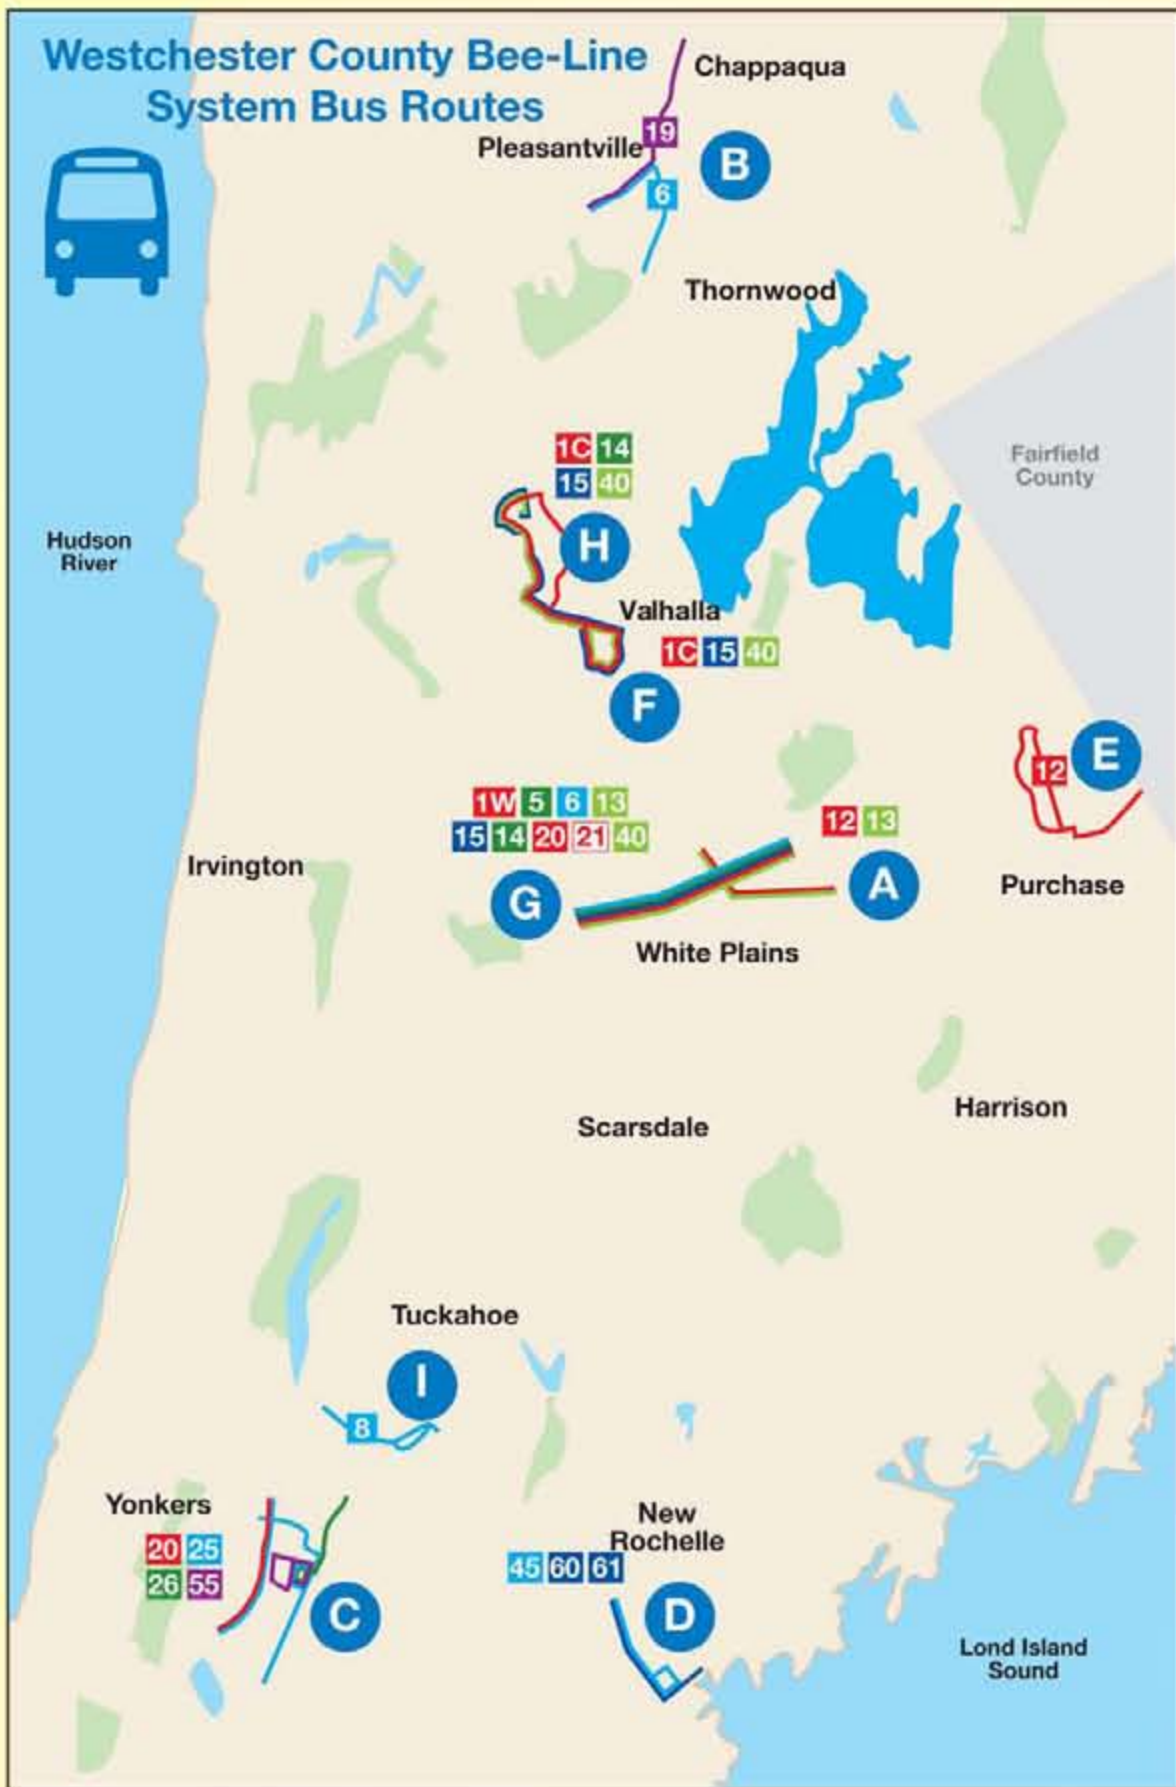 Westchester County Bee-Line
System Bus Routes
Chappaqua
19
Pleasantville
B
6
Thornwood
1C 14
15 40
Fairfield
County
Hudson
River
H
Valhalla
1C 15 40
F
E
12
1W 5 6 13
15 14 20 21 40
12 13
Irvington
G
A
Purchase
White Plains
Harrison
Scarsdale
Tuckahoe
I
8
Yonkers
20 25
26 55
C
New
Rochelle
45 60 61
D
Lond Island
Sound